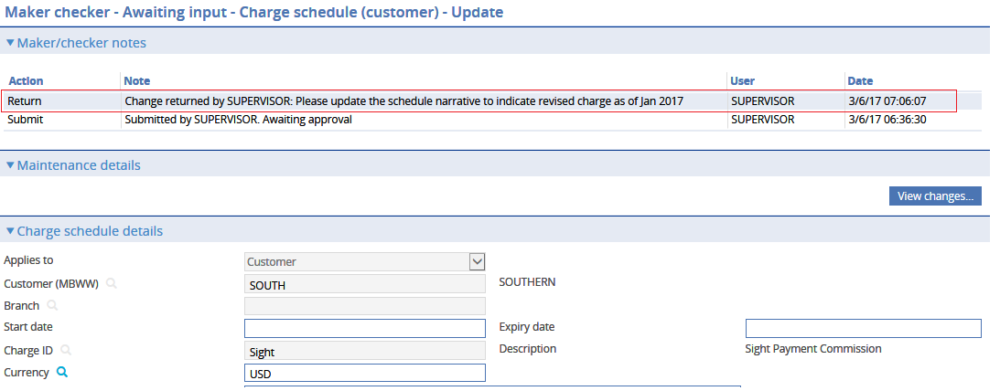 Maker checker - Awaiting input - Charge schedule (customer) - Update
Maker/checker notes
Action Note User Date
Return Change returned by SUPERVISOR: Please update the schedule narrative to indicate revised charge as of Jan 2017 SUPERVISOR 3/6/17 07:06:07
Submit Submitted by SUPERVISOR. Awaiting approval SUPERVISOR 3/6/17 06:36:30
Maintenance details
View changes...
Charge schedule details
Applies to Customer
Customer (MBWW) SOUTH SOUTHERN
Branch
Start date Expiry date
Charge ID Sight Description Sight Payment Commission
Currency USD